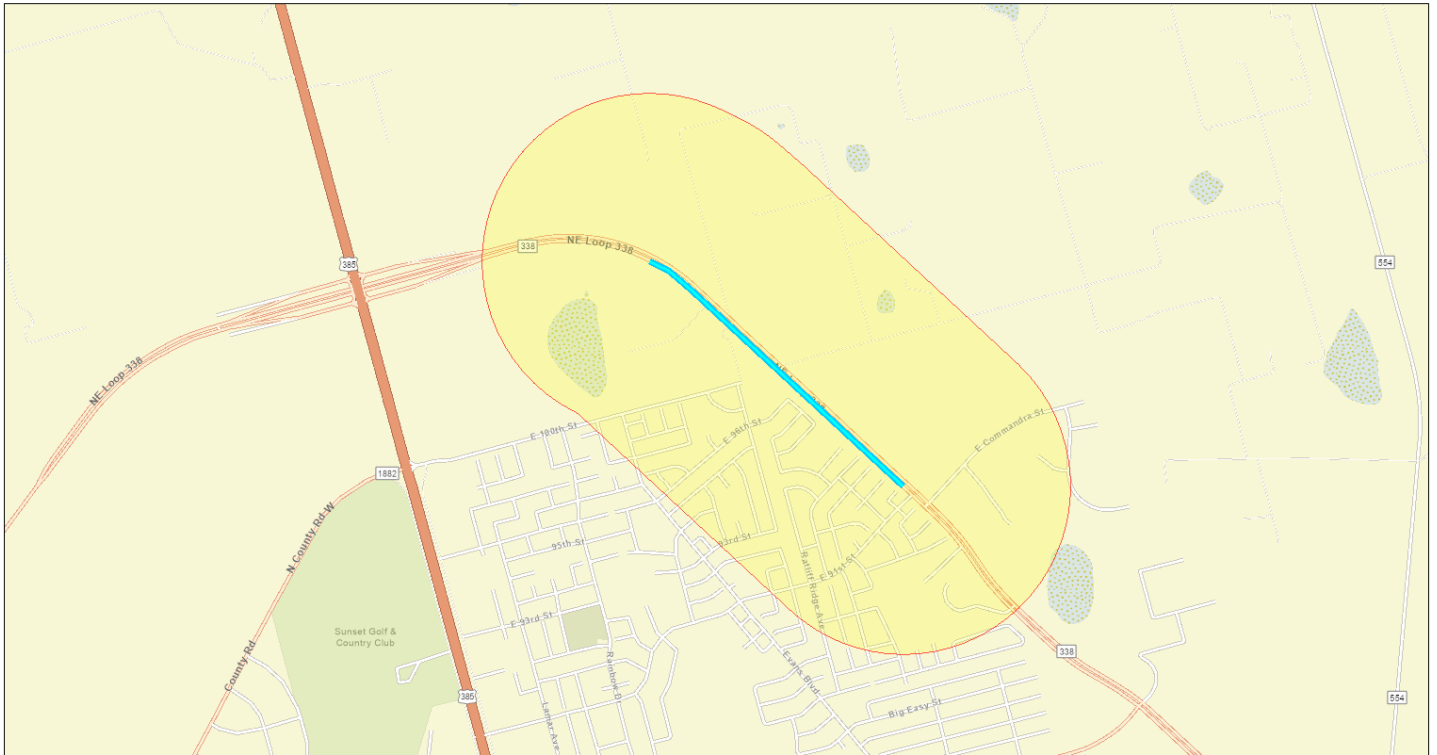 NE Loop 338
338
385
554
NE Loop 338
E 100th St
E 96th St
E Commandra St
1882
N County Rd W
95th St
93rd St
E 91st St
Ratliff Ridge Ave
E 93rd St
Sunset Golf &
Country Club
County Rd
Rainbow Dr
Evans Blvd
338
385
Lamar Ave
Big Easy St
554